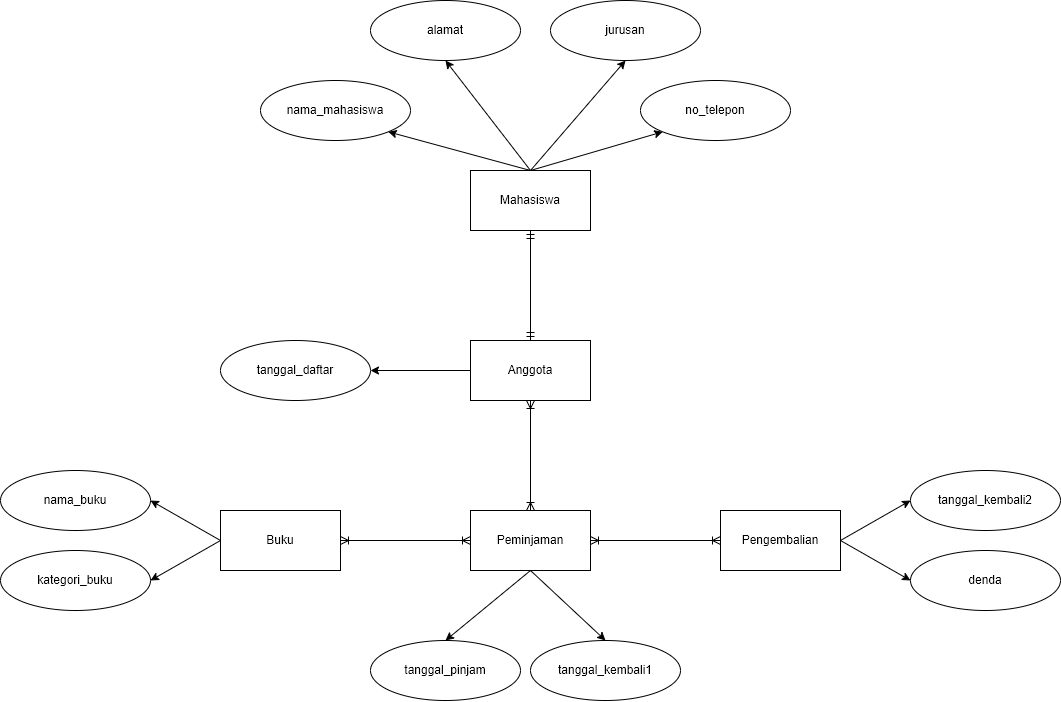 alamat
jurusan
nama_mahasiswa
no_telepon
Mahasiswa
tanggal_daftar
Anggota
nama_buku
tanggal_kembali2
Buku
Peminjaman
Pengembalian
kategori_buku
denda
tanggal_pinjam
tanggal_kembali1